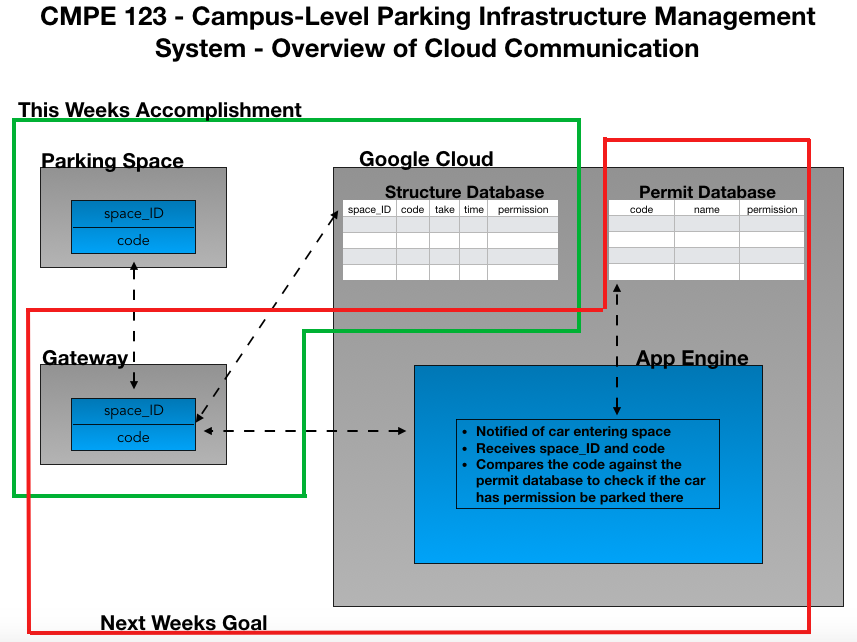 CMPE 123 - Campus-Level Parking Infrastructure Management
System - Overview of Cloud Communication
This Weeks Accomplishment
Parking Space
space_ID
code
Google Cloud
Structure Database
space_ID code take time permission
Permit Database
code name permission
Gateway
space_ID
code
App Engine
• Notified of car entering space
• Receives space_ID and code
• Compares the code against the
permit database to check if the car
has permission be parked there
Next Weeks Goal